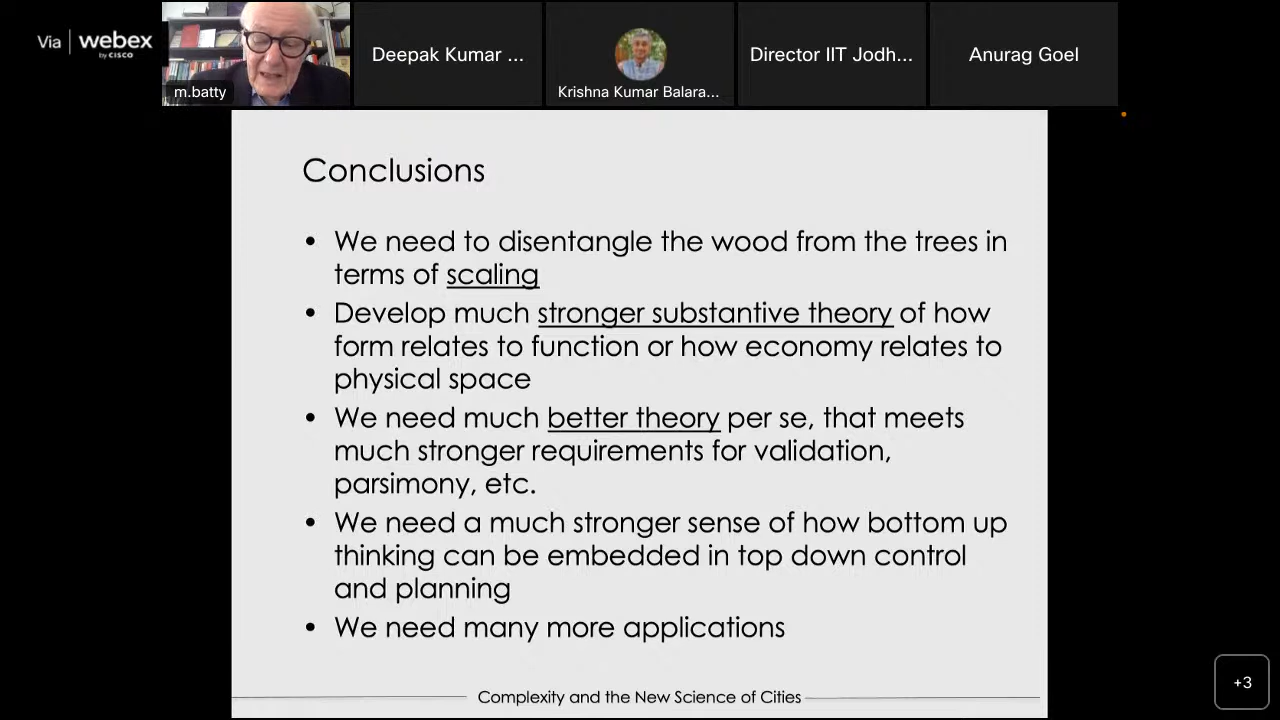 Via webex
by CISCO
m.batty
Deepak Kumar ...
Krishna Kumar Balara...
Director IIT Jodh...
Anurag Goel
Conclusions
• We need to disentangle the wood from the trees in
terms of scaling
• Develop much stronger substantive theory of how
form relates to function or how economy relates to
physical space
• We need much better theory per se, that meets
much stronger requirements for validation,
parsimony, etc.
• We need a much stronger sense of how bottom up
thinking can be embedded in top down control
and planning
• We need many more applications
Complexity and the New Science of Cities
+3